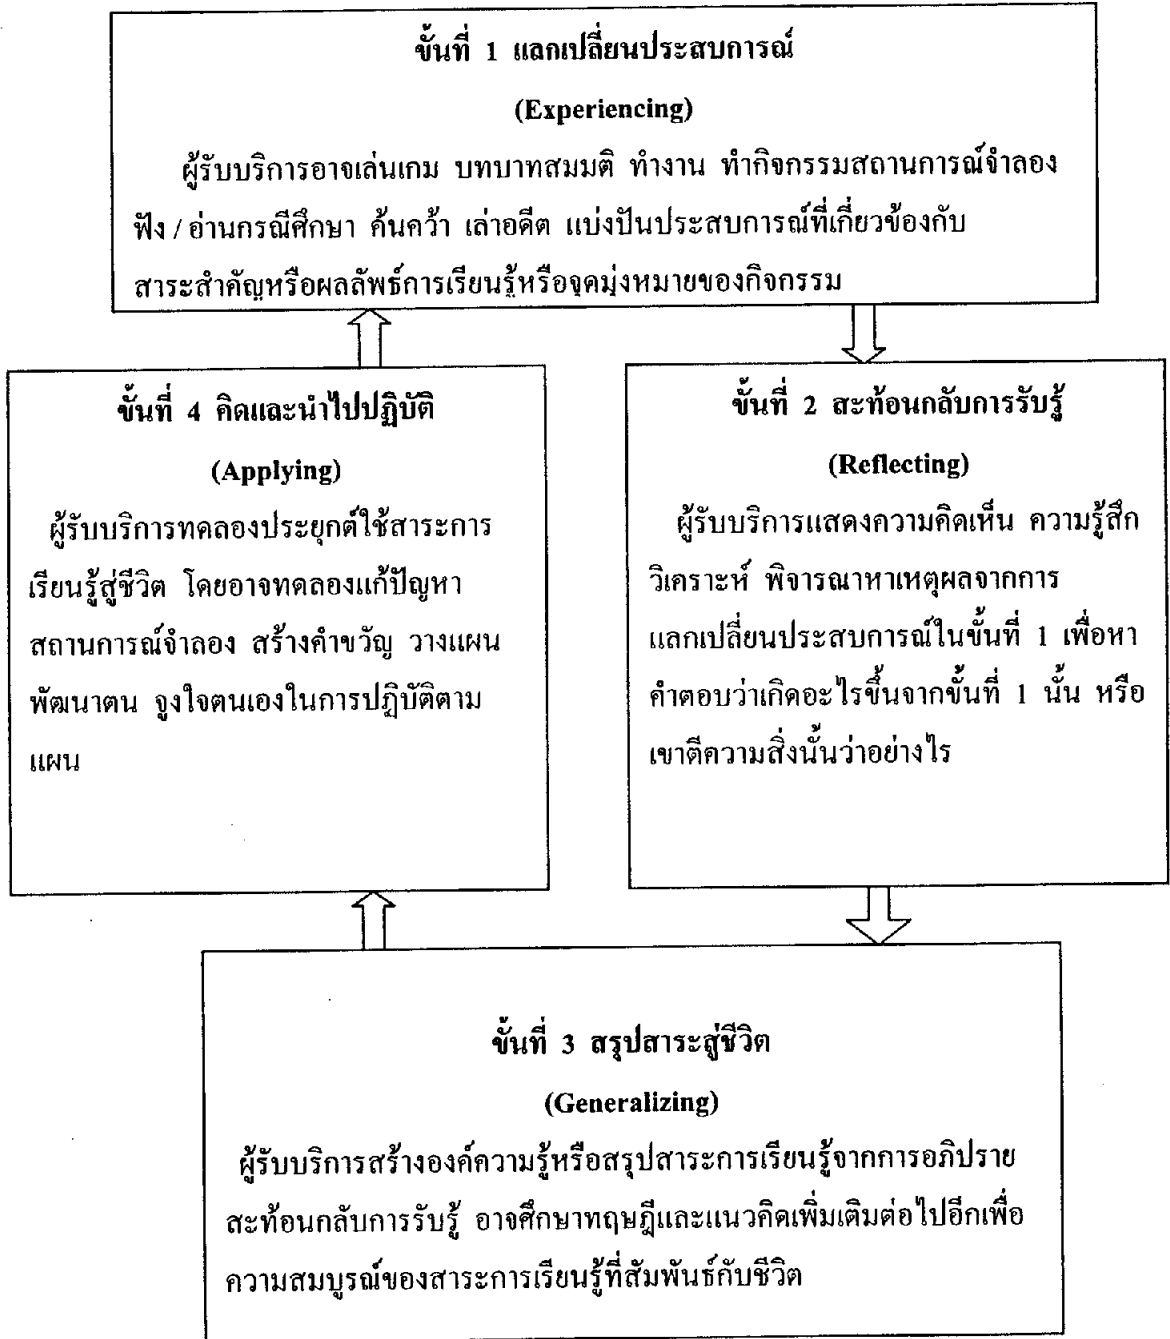 ขั้นที่ 1 แลกเปลี่ยนประสบการณ์
(Experiencing)
ผู้รับบริการอาจเล่นเกม บทบาทสมมติ ทำงาน ทำกิจกรรมสถานการณ์จำลอง
ฟัง / อ่านกรณีศึกษา ค้นคว้า เล่าอดีต แบ่งปันประสบการณ์ที่เกี่ยวข้องกับ
สาระสำคัญหรือผลลัพธ์การเรียนรู้หรือจุดมุ่งหมายของกิจกรรม
ขั้นที่ 2 สะท้อนกลับการรับรู้
(Reflecting)
ผู้รับบริการแสดงความคิดเห็น ความรู้สึก
วิเคราะห์ พิจารณาหาเหตุผลจากการ
แลกเปลี่ยนประสบการณ์ในขั้นที่ 1 เพื่อหา
คำตอบว่าเกิดอะไรขึ้นจากขั้นที่ 1 นั้น หรือ
เขาตีความสิ่งนั้นว่าอย่างไร
ขั้นที่ 3 สรุปสาระสู่ชีวิต
(Generalizing)
ผู้รับบริการสร้างองค์ความรู้หรือสรุปสาระการเรียนรู้จากการอภิปราย
สะท้อนกลับการรับรู้ อาจศึกษาทฤษฎีและแนวคิดเพิ่มเติมต่อไปอีกเพื่อ
ความสมบูรณ์ของสาระการเรียนรู้ที่สัมพันธ์กับชีวิต
ขั้นที่ 4 คิดและนำไปปฏิบัติ
(Applying)
ผู้รับบริการทดลองประยุกต์ใช้สาระการ
เรียนรู้สู่ชีวิต โดยอาจทดลองแก้ปัญหา
สถานการณ์จำลอง สร้างคำขวัญ วางแผน
พัฒนาตน จูงใจตนเองในการปฏิบัติตาม
แผน